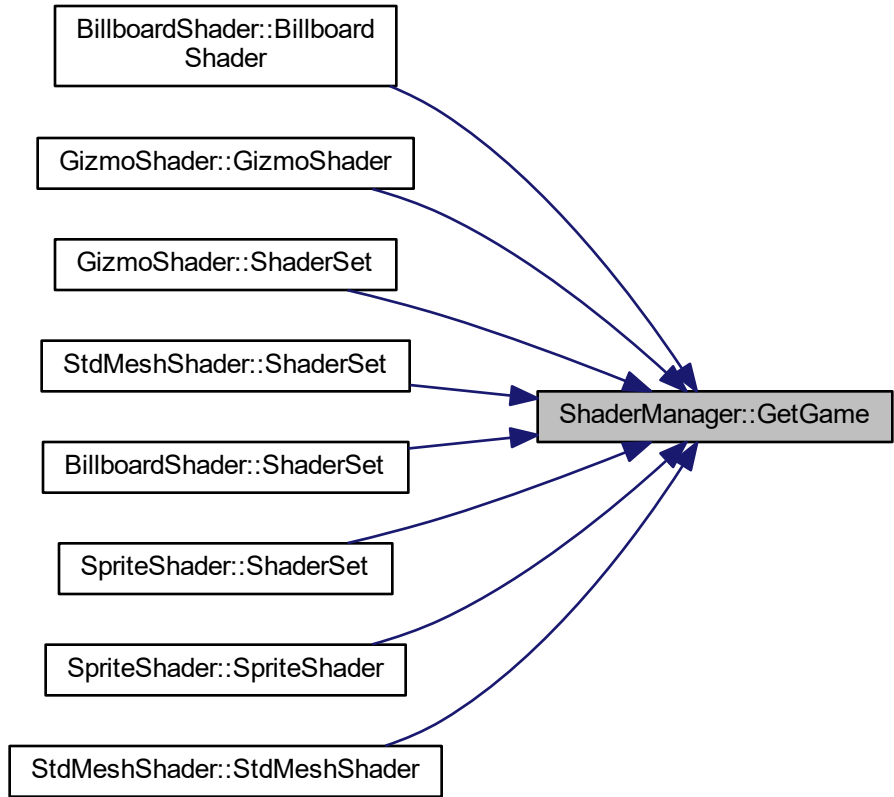 BillboardShader::Billboard
Shader
GizmoShader::GizmoShader
GizmoShader::ShaderSet
StdMeshShader::ShaderSet
ShaderManager::GetGame
BillboardShader::ShaderSet
SpriteShader::ShaderSet
SpriteShader::SpriteShader
StdMeshShader::StdMeshShader